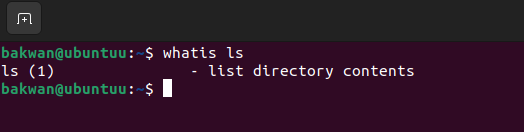 bakwan@ubuntuu:~$ whatis ls
ls (1)               - list directory contents
bakwan@ubuntuu:~$